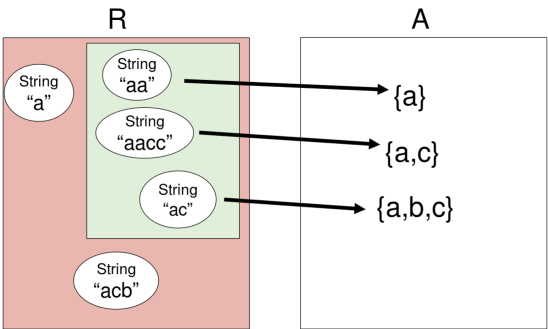 R
A
String
“a”
String
“aa”
String
“aacc”
String
“ac”
String
“acb”
{a}
{a,c}
{a,b,c}